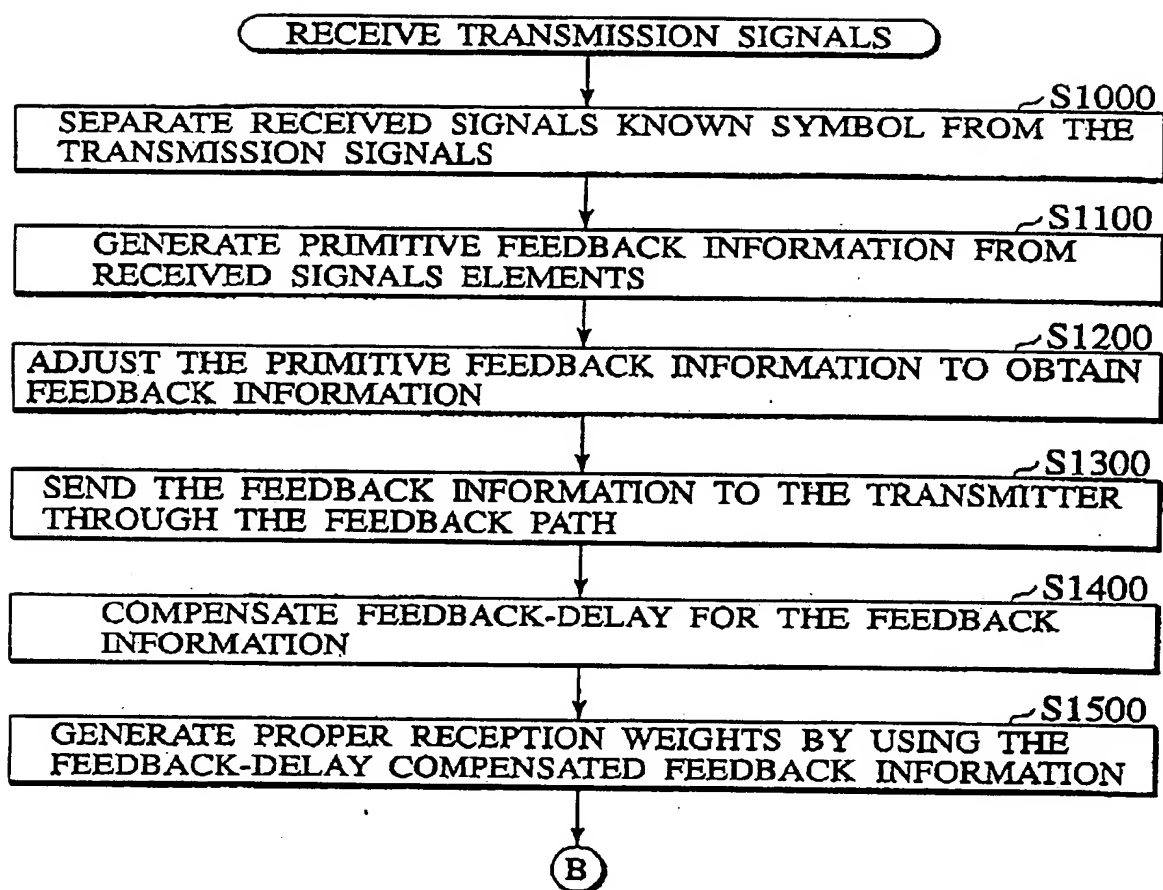 RECEIVE TRANSMISSION SIGNALS
S1000
SEPARATE RECEIVED SIGNALS KNOWN SYMBOL FROM THE
TRANSMISSION SIGNALS
S1100
GENERATE PRIMITIVE FEEDBACK INFORMATION FROM
RECEIVED SIGNALS ELEMENTS
S1200
ADJUST THE PRIMITIVE FEEDBACK INFORMATION TO OBTAIN
FEEDBACK INFORMATION
S1300
SEND THE FEEDBACK INFORMATION TO THE TRANSMITTER
THROUGH THE FEEDBACK PATH
S1400
COMPENSATE FEEDBACK-DELAY FOR THE FEEDBACK
INFORMATION
S1500
GENERATE PROPER RECEPTION WEIGHTS BY USING THE
FEEDBACK-DELAY COMPENSATED FEEDBACK INFORMATION
B